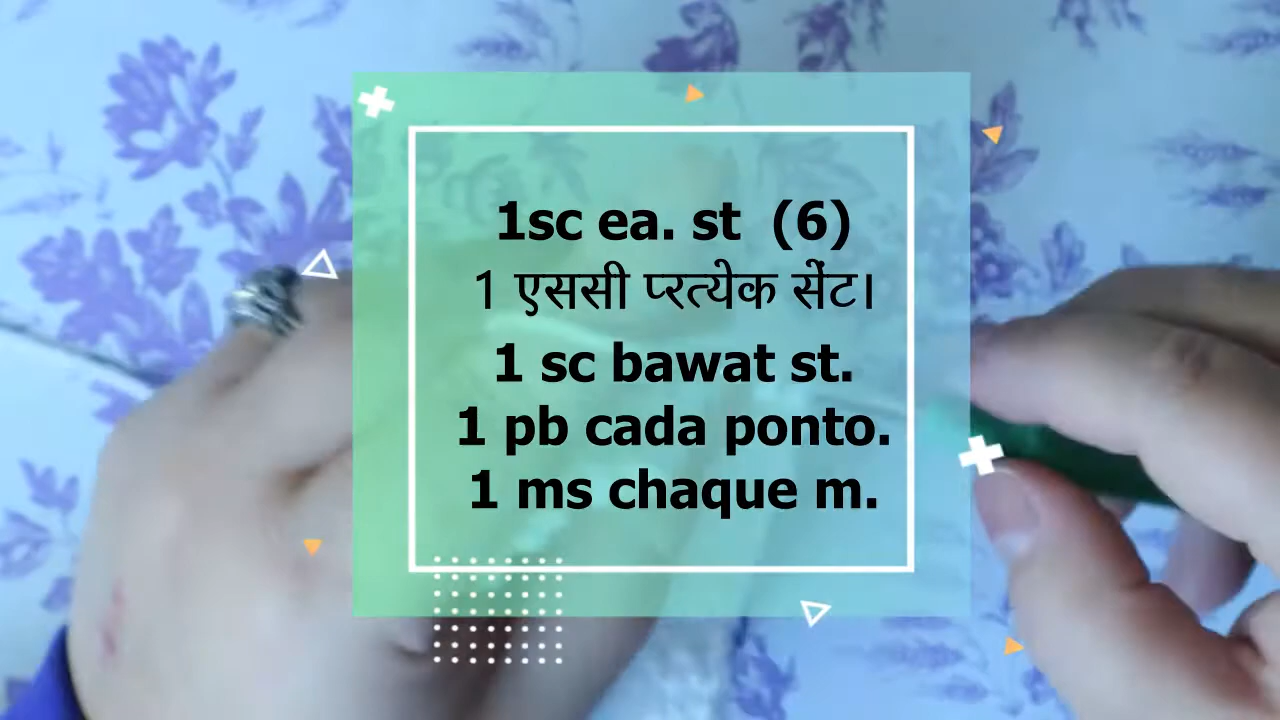 1sc ea. st (6)
1 एससी प्रत्येक सेंट।
1 sc bawat st.
1 pb cada ponto.
1 ms chaque m.